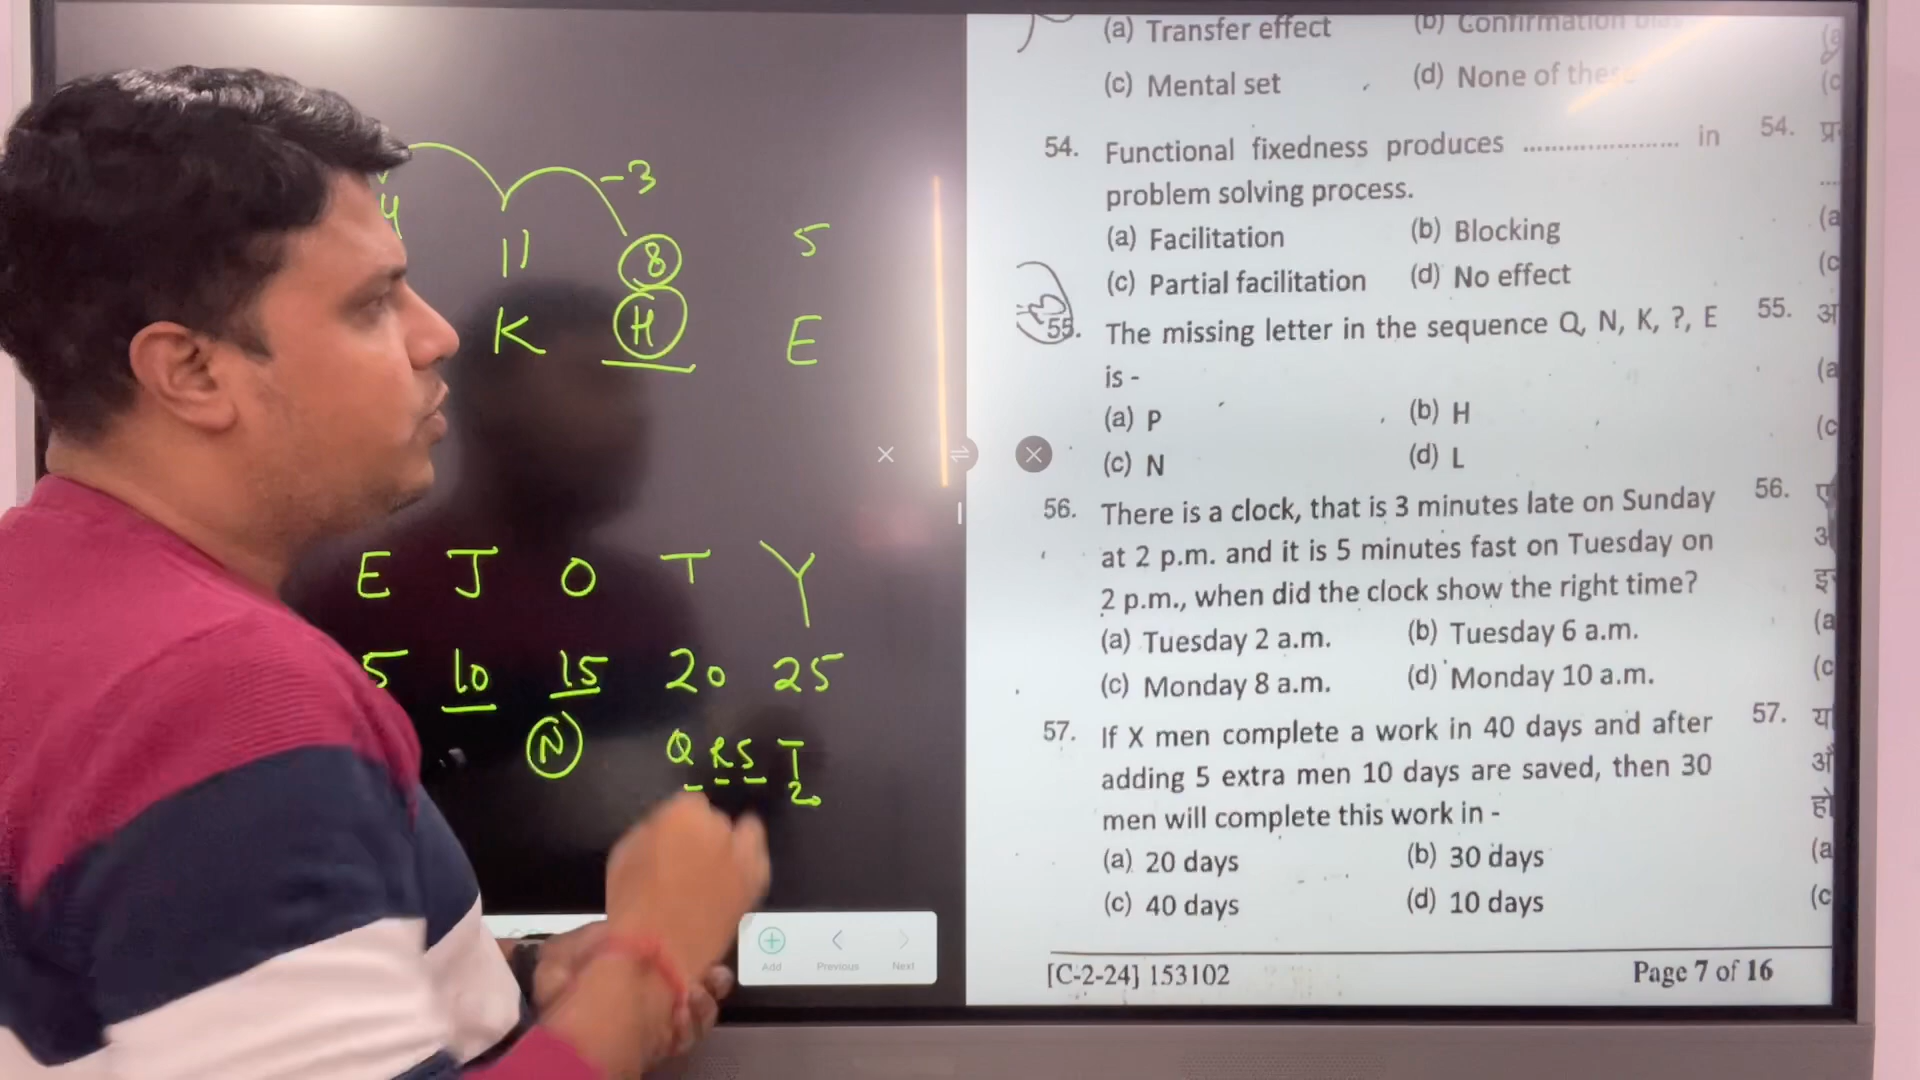 -3
4 11 8 5
K H E
E J O T Y
5 10 15 20 25
N Q R S T
20
Add Previous Next
(a) Transfer effect (b) Confirmation bias
(c) Mental set (d) None of these
54. Functional fixedness produces ...................... in
problem solving process.
(a) Facilitation (b) Blocking
(c) Partial facilitation (d) No effect
55. The missing letter in the sequence Q, N, K, ?, E
is -
(a) P (b) H
(c) N (d) L
56. There is a clock, that is 3 minutes late on Sunday
at 2 p.m. and it is 5 minutes fast on Tuesday on
2 p.m., when did the clock show the right time?
(a) Tuesday 2 a.m. (b) Tuesday 6 a.m.
(c) Monday 8 a.m. (d) Monday 10 a.m.
57. If X men complete a work in 40 days and after
adding 5 extra men 10 days are saved, then 30
men will complete this work in -
(a) 20 days (b) 30 days
(c) 40 days (d) 10 days
[C-2-24] 153102 Page 7 of 16
54.
(a
(c
55.
(a
(c
56.
(a
(c
57.
(a
(c